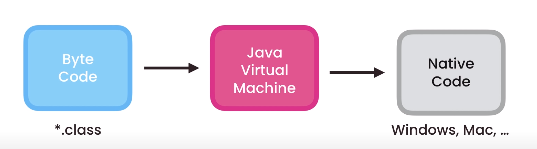 Byte
Code
Java
Virtual
Machine
Native
Code
*.class
Windows, Mac, ...